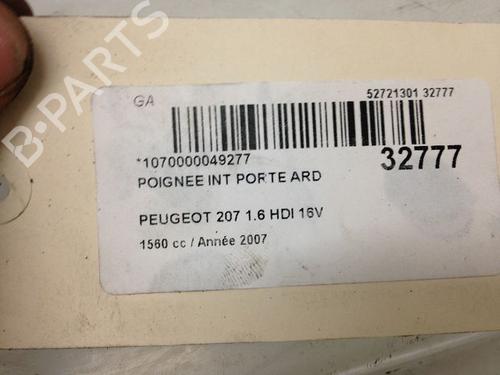 GA
52721301 32777
*1070000049277
32777
POIGNEE INT PORTE ARD
PEUGEOT 207 1.6 HDI 16V
1560 cc / Année 2007
B-PARTS